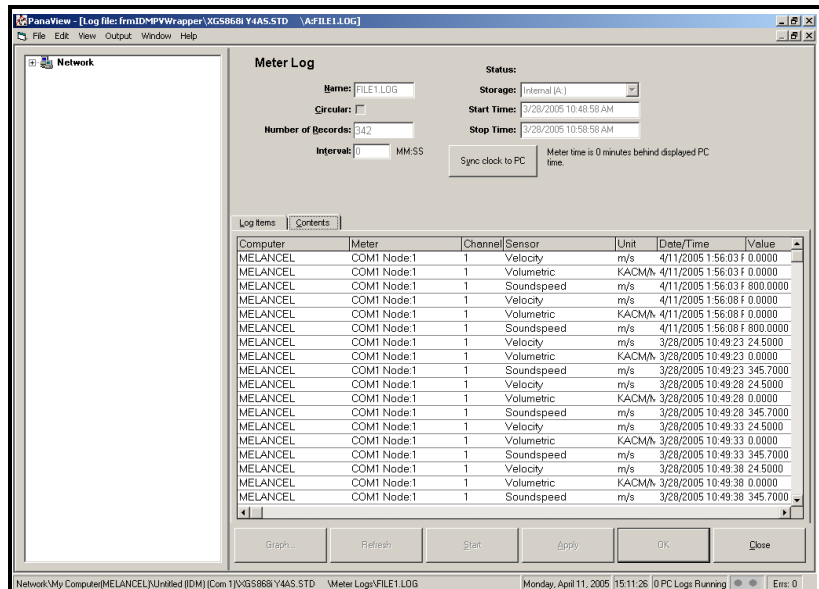 PanaView - [Log file: frmIDMPVWrapper\XGS868i Y4AS.STD \A:FILE1.LOG]
File Edit View Output Window Help
Network
Meter Log
Status:
Name: FILE1.LOG
Storage: Internal (A:)
Circular:
Start Time: 3/28/2005 10:48:58 AM
Number of Records: 342
Stop Time: 3/28/2005 10:58:58 AM
Interval: 0 MM:SS
Sync clock to PC
Meter time is 0 minutes behind displayed PC
time.
Log Items Contents
Computer Meter Channel Sensor Unit Date/Time Value
MELANCEL COM1 Node:1 1 Velocity m/s 4/11/2005 1:56:03 F 0.0000
MELANCEL COM1 Node:1 1 Volumetric KACM/M 4/11/2005 1:56:03 F 0.0000
MELANCEL COM1 Node:1 1 Soundspeed m/s 4/11/2005 1:56:03 F 800.0000
MELANCEL COM1 Node:1 1 Velocity m/s 4/11/2005 1:56:08 F 0.0000
MELANCEL COM1 Node:1 1 Volumetric KACM/M 4/11/2005 1:56:08 F 0.0000
MELANCEL COM1 Node:1 1 Soundspeed m/s 4/11/2005 1:56:08 F 800.0000
MELANCEL COM1 Node:1 1 Velocity m/s 3/28/2005 10:49:23 24.5000
MELANCEL COM1 Node:1 1 Volumetric KACM/M 3/28/2005 10:49:23 0.0000
MELANCEL COM1 Node:1 1 Soundspeed m/s 3/28/2005 10:49:23 345.7000
MELANCEL COM1 Node:1 1 Velocity m/s 3/28/2005 10:49:28 24.5000
MELANCEL COM1 Node:1 1 Volumetric KACM/M 3/28/2005 10:49:28 0.0000
MELANCEL COM1 Node:1 1 Soundspeed m/s 3/28/2005 10:49:28 345.7000
MELANCEL COM1 Node:1 1 Velocity m/s 3/28/2005 10:49:33 24.5000
MELANCEL COM1 Node:1 1 Volumetric KACM/M 3/28/2005 10:49:33 0.0000
MELANCEL COM1 Node:1 1 Soundspeed m/s 3/28/2005 10:49:33 345.7000
MELANCEL COM1 Node:1 1 Velocity m/s 3/28/2005 10:49:38 24.5000
MELANCEL COM1 Node:1 1 Volumetric KACM/M 3/28/2005 10:49:38 0.0000
MELANCEL COM1 Node:1 1 Soundspeed m/s 3/28/2005 10:49:38 345.7000
Graph... Refresh Start Apply OK Close
Network\My Computer(MELANCEL)\Untitled (IDM) (Com 1)\XGS868i Y4AS.STD \Meter Logs\FILE1.LOG Monday, April 11, 2005 15:11:26 0 PC Logs Running Errs: 0